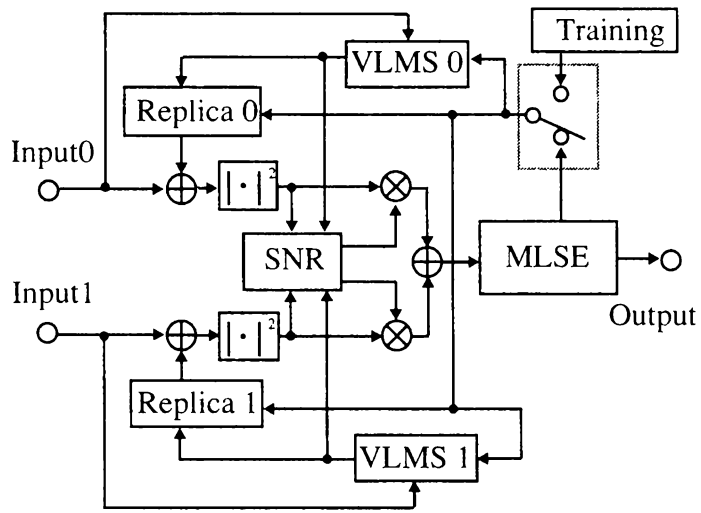 Training
VLMS 0
Replica 0
Input0
|·|²
SNR
MLSE
Input1
|·|²
Output
Replica 1
VLMS 1